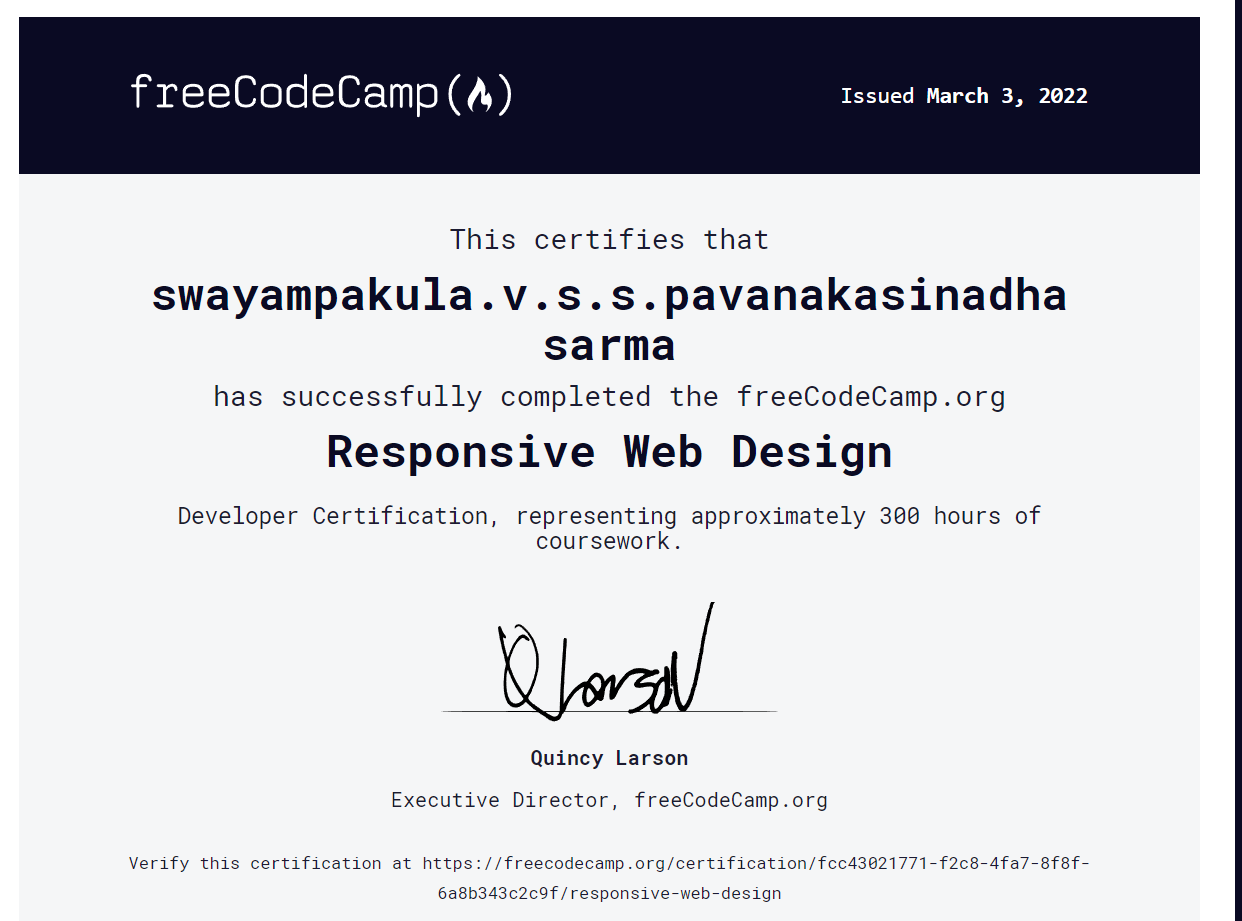 freeCodeCamp
Issued March 3, 2022
This certifies that
swayampakula.v.s.s.pavanakasinadha
sarma
has successfully completed the freeCodeCamp.org
Responsive Web Design
Developer Certification, representing approximately 300 hours of
coursework.
Q Larson
Quincy Larson
Executive Director, freeCodeCamp.org
Verify this certification at https://freecodecamp.org/certification/fcc43021771-f2c8-4fa7-8f8f-
6a8b343c2c9f/responsive-web-design